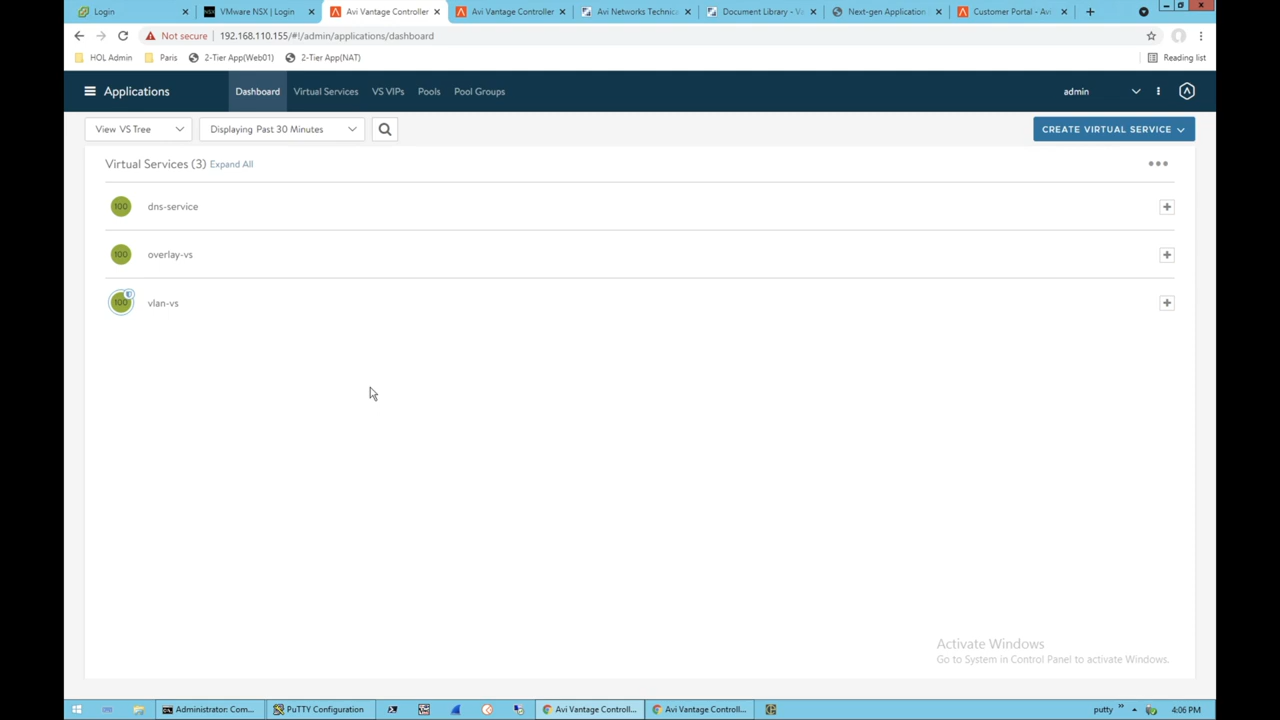 Login
NSX
VMware NSX | Login
Avi Vantage Controller
Avi Vantage Controller
Avi Networks Technica
Document Library - Va
Next-gen Application
Customer Portal - Avi
Not secure
192.168.110.155/#!/admin/applications/dashboard
Reading list
HOL Admin
Paris
2-Tier App(Web01)
2-Tier App(NAT)
Applications
Dashboard
Virtual Services
VS VIPs
Pools
Pool Groups
admin
View VS Tree
Displaying Past 30 Minutes
CREATE VIRTUAL SERVICE
Virtual Services (3) Expand All
100 dns-service
100 overlay-vs
100 vlan-vs
Activate Windows
Go to System in Control Panel to activate Windows.
Administrator: Com...
PuTTY Configuration
Avi Vantage Controll...
Avi Vantage Controll...
putty
4:06 PM